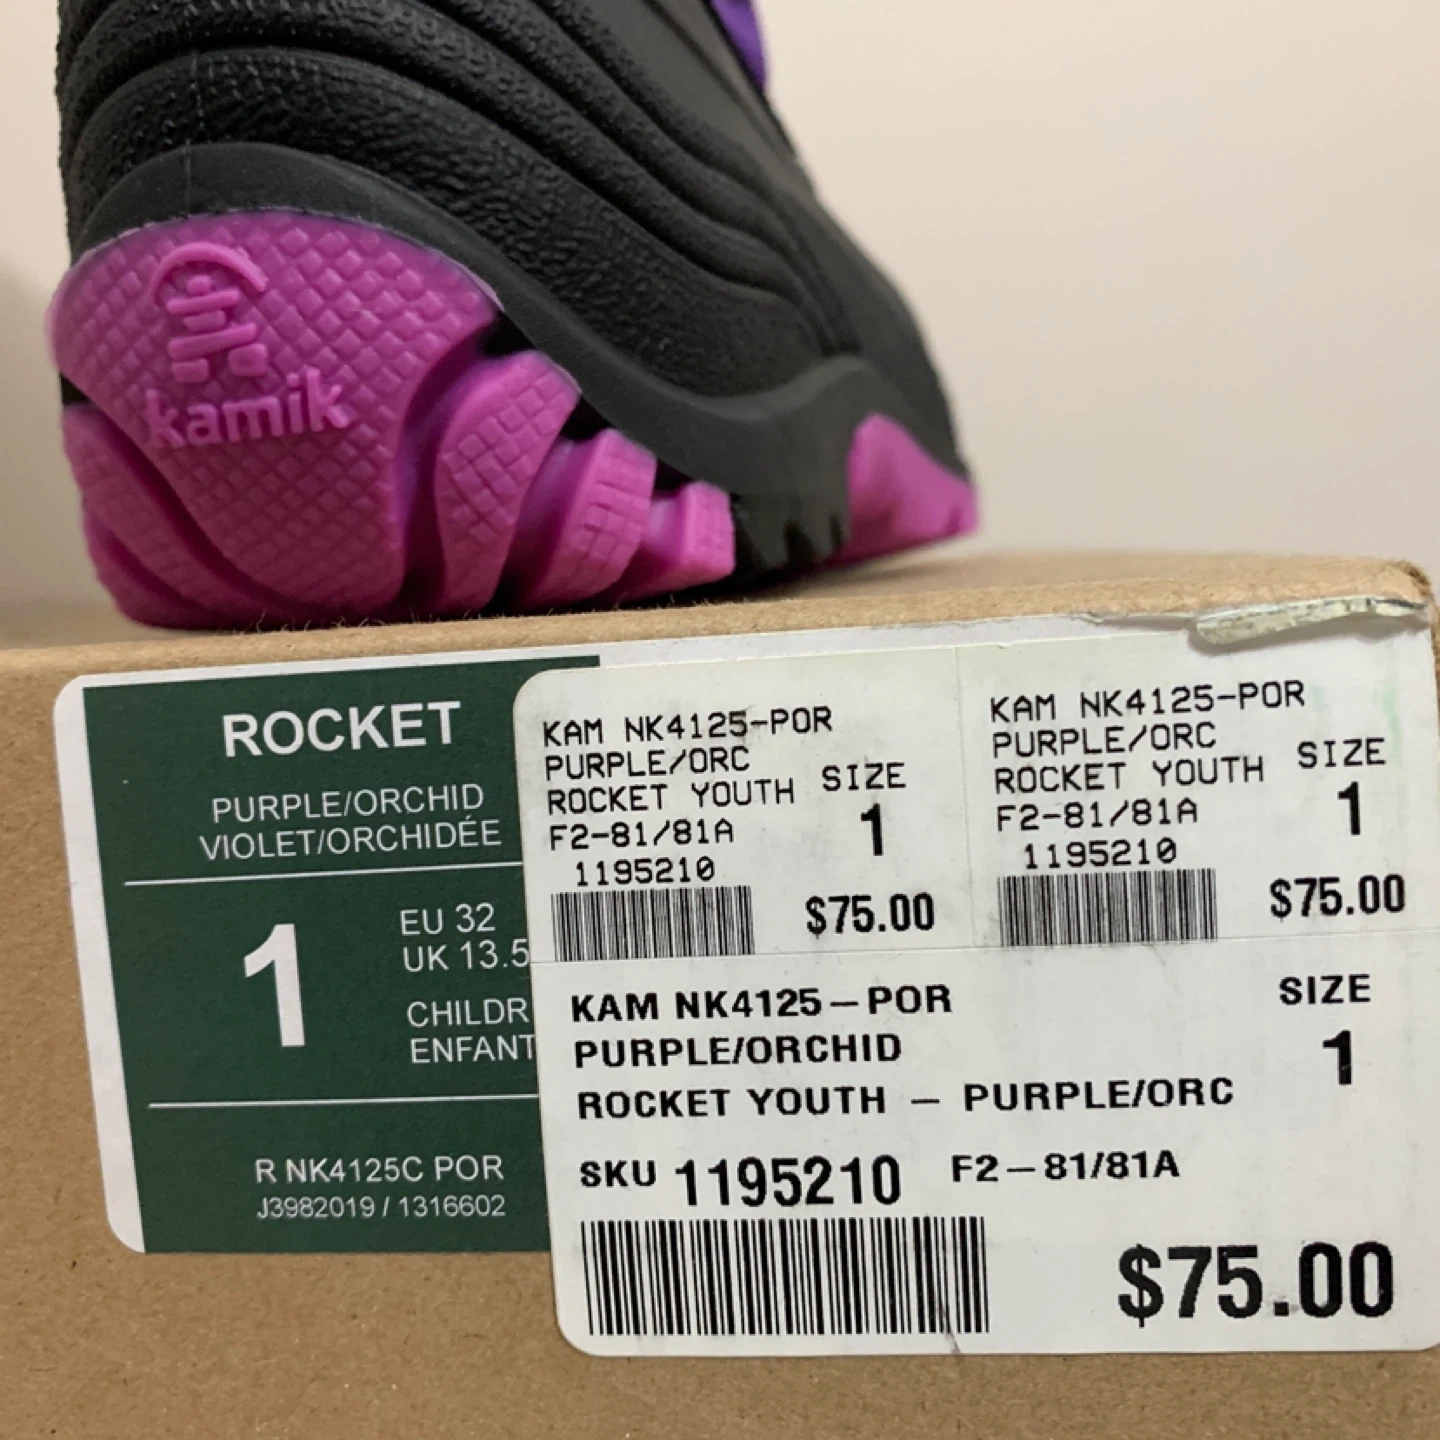 kamik
ROCKET
PURPLE/ORCHID
VIOLET/ORCHIDÉE
1
EU 32
UK 13.5
CHILDR
ENFANT
R NK4125C POR
J3982019 / 1316602
KAM NK4125-POR
PURPLE/ORC
ROCKET YOUTH
F2-81/81A
1195210
SIZE
1
$75.00
KAM NK4125-POR
PURPLE/ORC
ROCKET YOUTH
F2-81/81A
1195210
SIZE
1
$75.00
KAM NK4125-POR
PURPLE/ORCHID
ROCKET YOUTH - PURPLE/ORC
SIZE
1
SKU 1195210 F2-81/81A
$75.00